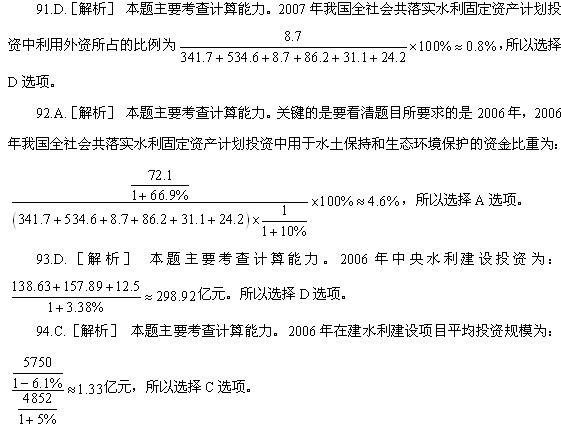 91.D.［解析］ 本题主要考查计算能力。2007 年我国全社会共落实水利固定资产计划投
资中利用外资所占的比例为 \frac{8.7}{341.7+534.6+8.7+86.2+31.1+24.2}×100%≈0.8%，所以选择
D 选项。
92.A.［解析］ 本题主要考查计算能力。关键的是要看清题目所要求的是 2006 年，2006
年我国全社会共落实水利固定资产计划投资中用于水土保持和生态环境保护的资金比重为：
\frac{\frac{72.1}{1+66.9%}}{(341.7+534.6+8.7+86.2+31.1+24.2)×\frac{1}{1+10%}}×100%≈4.6%，所以选择 A 选项。
93.D.［解析］ 本题主要考查计算能力。2006 年中央水利建设投资为：
\frac{138.63+157.89+12.5}{1+3.38%}≈298.92亿元。所以选择 D 选项。
94.C.［解析］ 本题主要考查计算能力。2006 年在建水利建设项目平均投资规模为：
\frac{\frac{5750}{1-6.1%}}{\frac{4852}{1+5%}}≈1.33亿元，所以选择 C 选项。